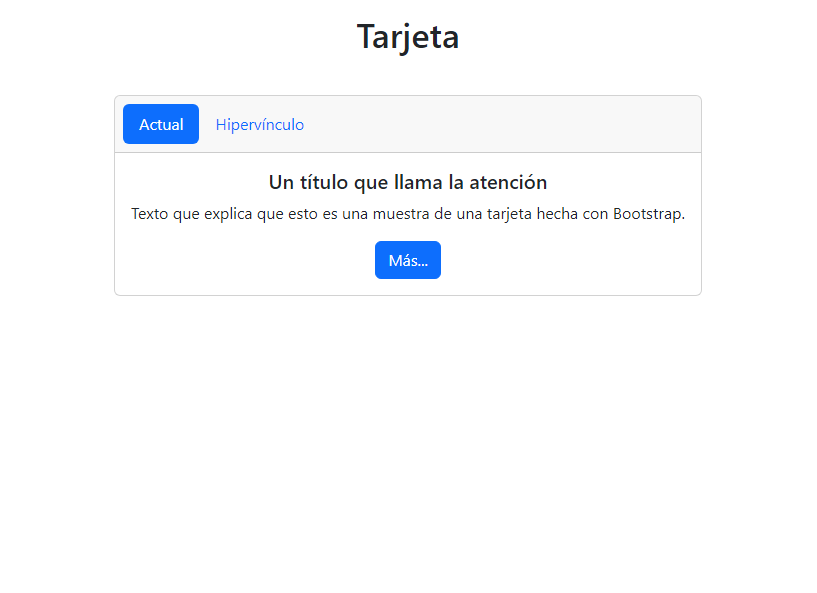 Tarjeta
Actual Hipervínculo
Un título que llama la atención
Texto que explica que esto es una muestra de una tarjeta hecha con Bootstrap.
Más...